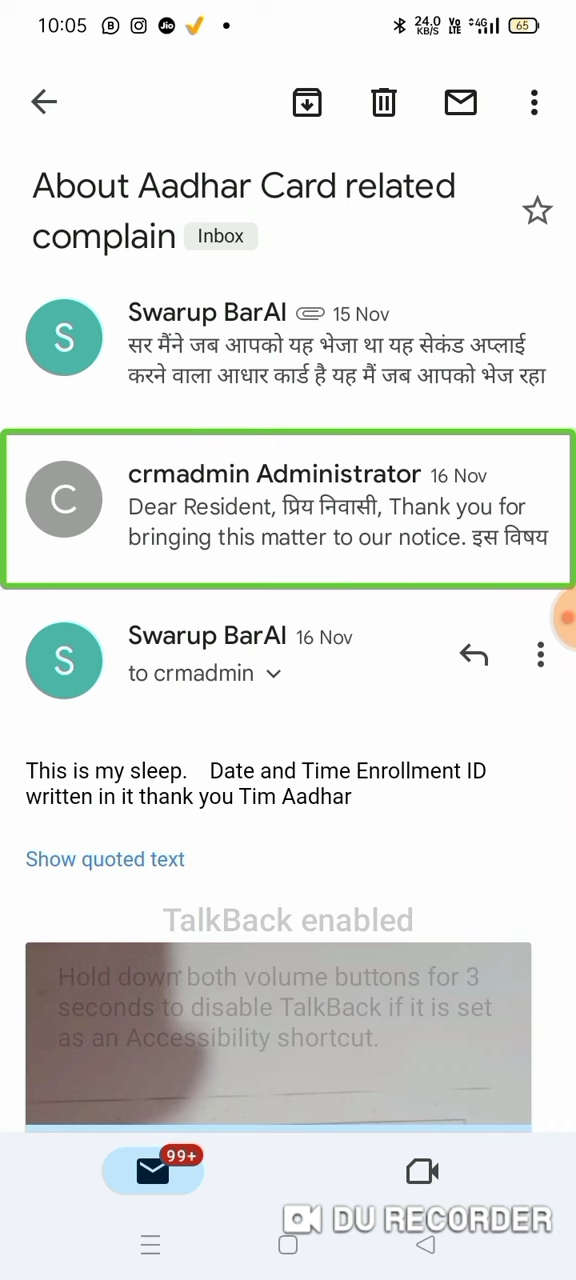 10:05
24.0
KB/S
Vo
LTE
4G
65
About Aadhar Card related
complain Inbox
S
Swarup BarAI 15 Nov
सर मैंने जब आपको यह भेजा था यह सेकंड अप्लाई
करने वाला आधार कार्ड है यह मैं जब आपको भेज रहा
C
crmadmin Administrator 16 Nov
Dear Resident, प्रिय निवासी, Thank you for
bringing this matter to our notice. इस विषय
S
Swarup BarAI 16 Nov
to crmadmin
This is my sleep. Date and Time Enrollment ID
written in it thank you Tim Aadhar
Show quoted text
TalkBack enabled
Hold down both volume buttons for 3
seconds to disable TalkBack if it is set
as an Accessibility shortcut.
99+
DU RECORDER